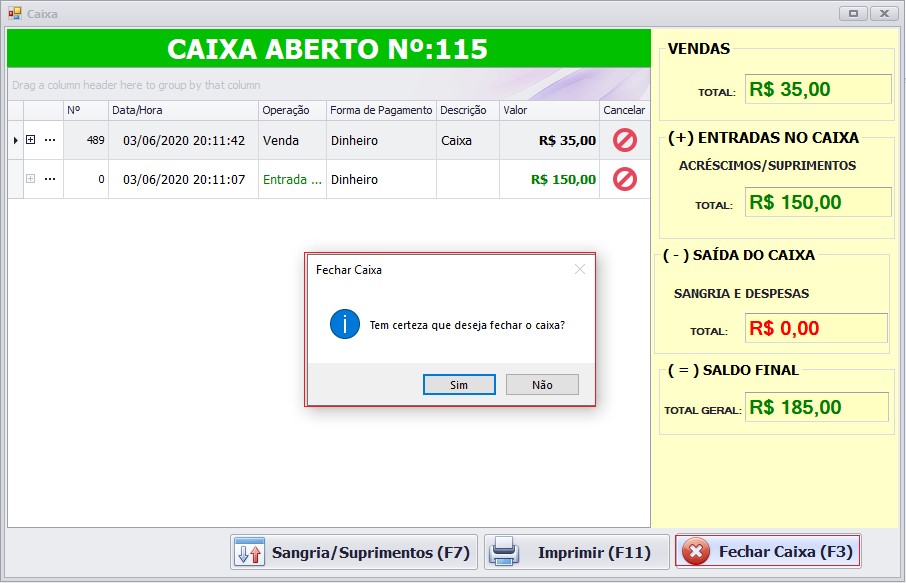 Caixa
CAIXA ABERTO Nº:115
Drag a column header here to group by that column
Nº Data/Hora Operação Forma de Pagamento Descrição Valor Cancelar
489 03/06/2020 20:11:42 Venda Dinheiro Caixa R$ 35,00
0 03/06/2020 20:11:07 Entrada ... Dinheiro R$ 150,00
VENDAS
TOTAL: R$ 35,00
(+) ENTRADAS NO CAIXA
ACRÉSCIMOS/SUPRIMENTOS
TOTAL: R$ 150,00
( - ) SAÍDA DO CAIXA
SANGRIA E DESPESAS
TOTAL: R$ 0,00
( = ) SALDO FINAL
TOTAL GERAL: R$ 185,00
Fechar Caixa
Tem certeza que deseja fechar o caixa?
Sim Não
Sangria/Suprimentos (F7) Imprimir (F11) Fechar Caixa (F3)